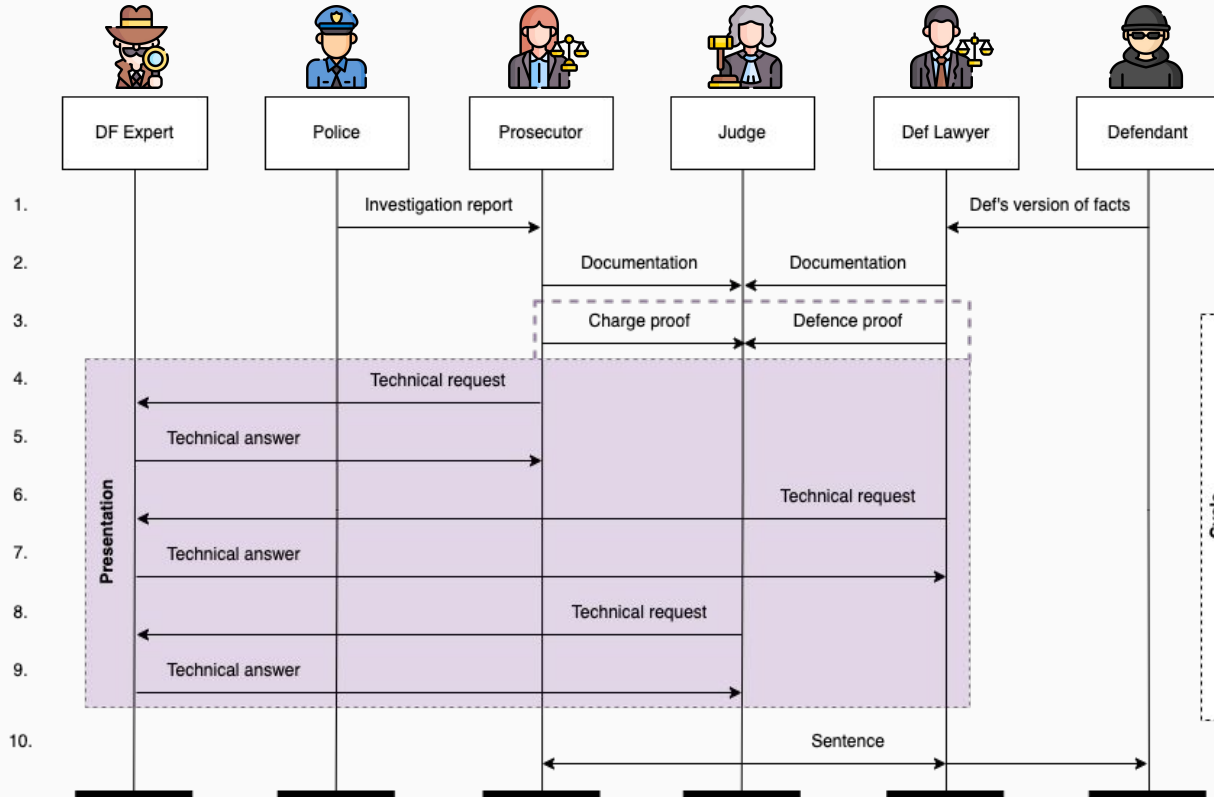 DF Expert
Police
Prosecutor
Judge
Def Lawyer
Defendant
1.
Investigation report
Def's version of facts
2.
Documentation
Documentation
3.
Charge proof
Defence proof
4.
Technical request
5.
Technical answer
6.
Technical request
7.
Technical answer
8.
Technical request
9.
Technical answer
Presentation
10.
Sentence